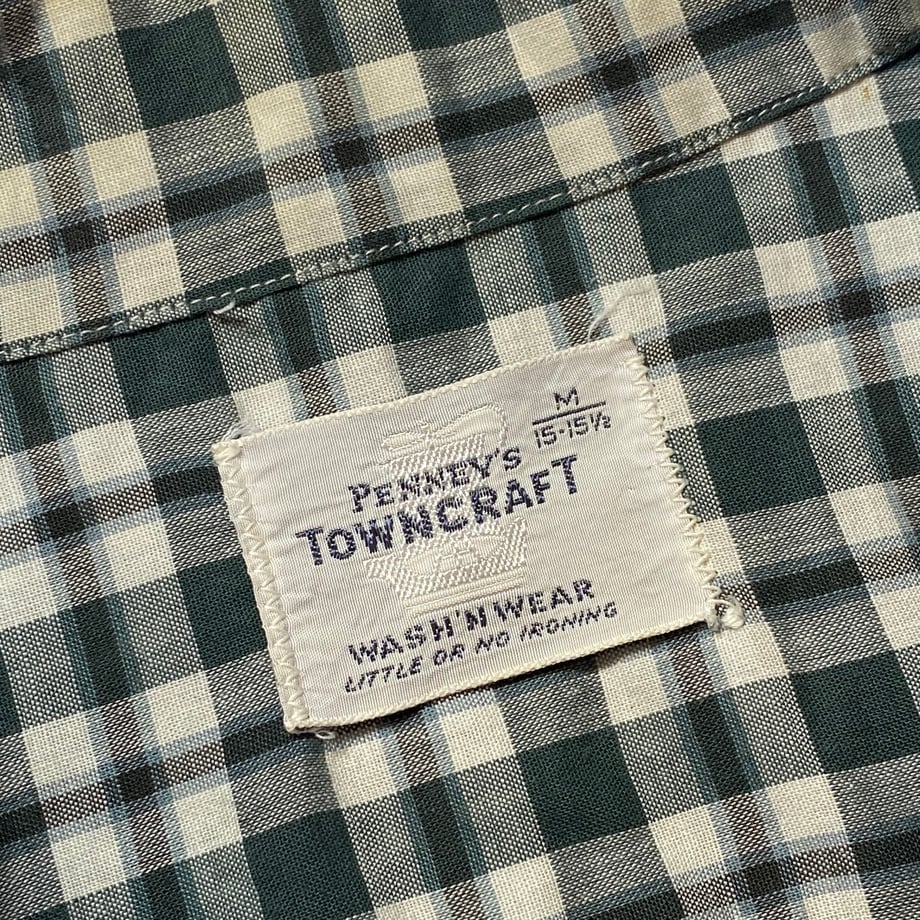 M
15-15½
PENNEY'S
TOWNCRAFT
WASH'N WEAR
LITTLE OR NO IRONING